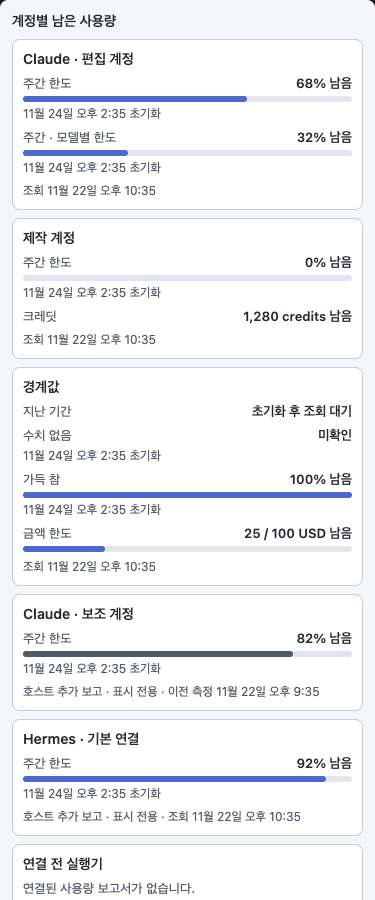 계정별 남은 사용량
Claude · 편집 계정
주간 한도 68% 남음
11월 24일 오후 2:35 초기화
주간 · 모델별 한도 32% 남음
11월 24일 오후 2:35 초기화
조회 11월 22일 오후 10:35
제작 계정
주간 한도 0% 남음
11월 24일 오후 2:35 초기화
크레딧 1,280 credits 남음
조회 11월 22일 오후 10:35
경계값
지난 기간 초기화 후 조회 대기
수치 없음 미확인
11월 24일 오후 2:35 초기화
가득 참 100% 남음
11월 24일 오후 2:35 초기화
금액 한도 25 / 100 USD 남음
조회 11월 22일 오후 10:35
Claude · 보조 계정
주간 한도 82% 남음
11월 24일 오후 2:35 초기화
호스트 추가 보고 · 표시 전용 · 이전 측정 11월 22일 오후 9:35
Hermes · 기본 연결
주간 한도 92% 남음
11월 24일 오후 2:35 초기화
호스트 추가 보고 · 표시 전용 · 조회 11월 22일 오후 10:35
연결 전 실행기
연결된 사용량 보고서가 없습니다.